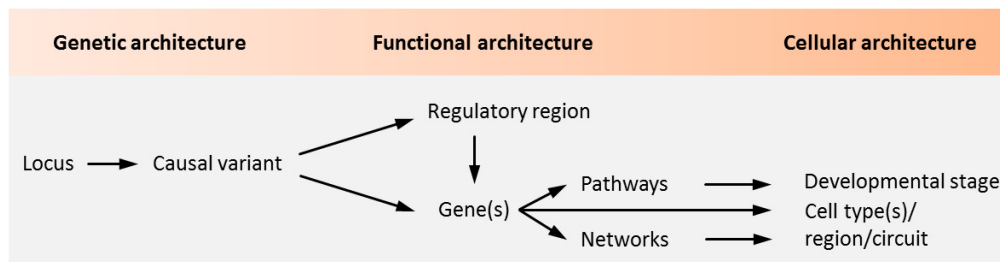 Genetic architecture
Functional architecture
Cellular architecture
Regulatory region
Locus
Causal variant
Gene(s)
Pathways
Networks
Developmental stage
Cell type(s)/
region/circuit